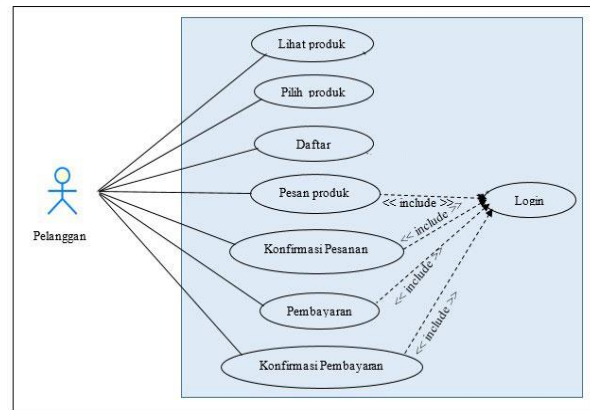 Lihat produk
Pilih produk
Daftar
Pesan produk
<< include >>
Login
Pelanggan
Konfirmasi Pesanan
<< include >>
Pembayaran
<< include >>
Konfirmasi Pembayaran
<< include >>